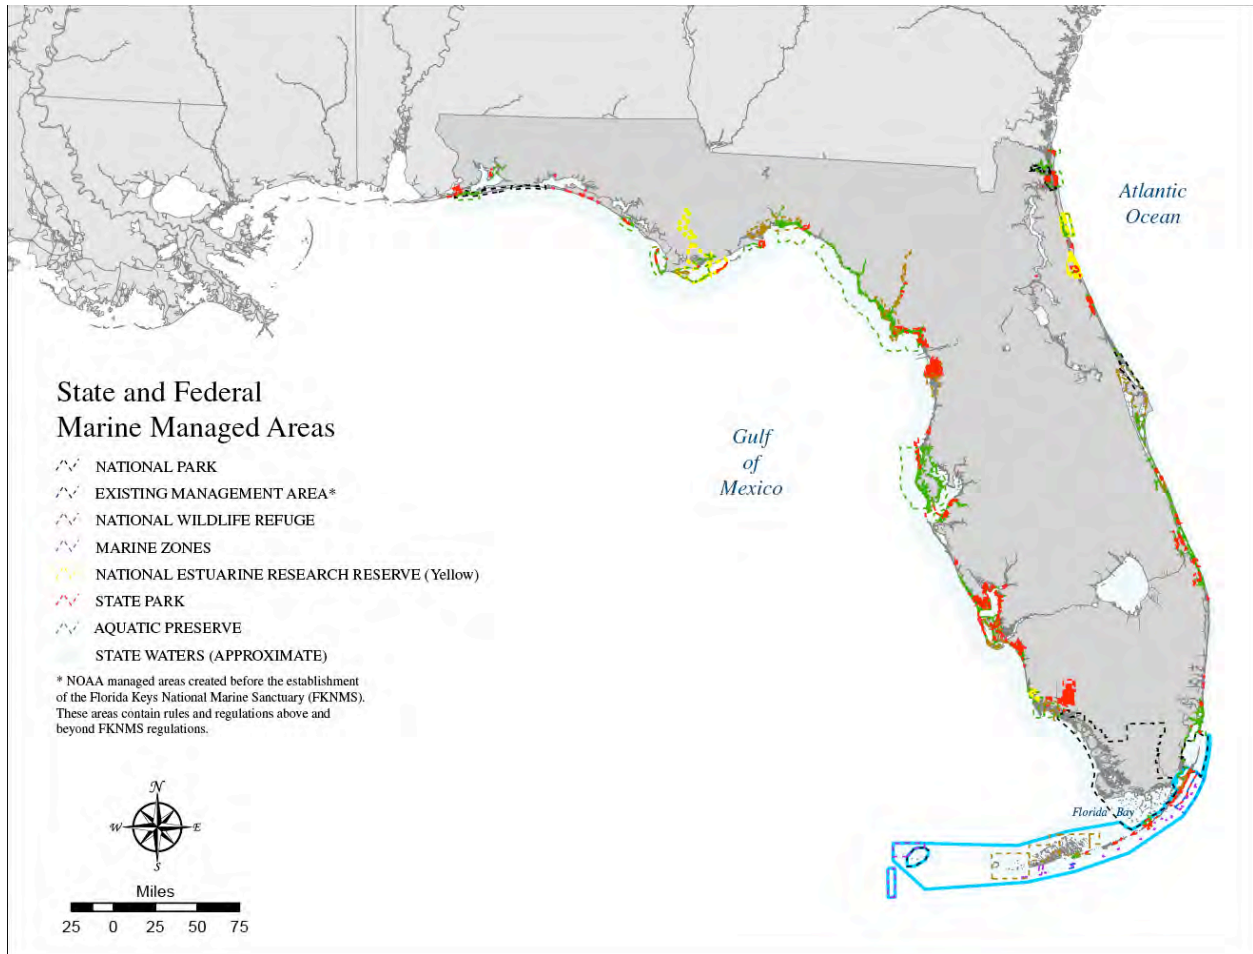 Atlantic
Ocean
State and Federal
Marine Managed Areas
Gulf
of
Mexico
NATIONAL PARK
EXISTING MANAGEMENT AREA*
NATIONAL WILDLIFE REFUGE
MARINE ZONES
NATIONAL ESTUARINE RESEARCH RESERVE (Yellow)
STATE PARK
AQUATIC PRESERVE
STATE WATERS (APPROXIMATE)
* NOAA managed areas created before the establishment
of the Florida Keys National Marine Sanctuary (FKNMS).
These areas contain rules and regulations above and
beyond FKNMS regulations.
Florida Bay
N
W E
S
Miles
25 0 25 50 75